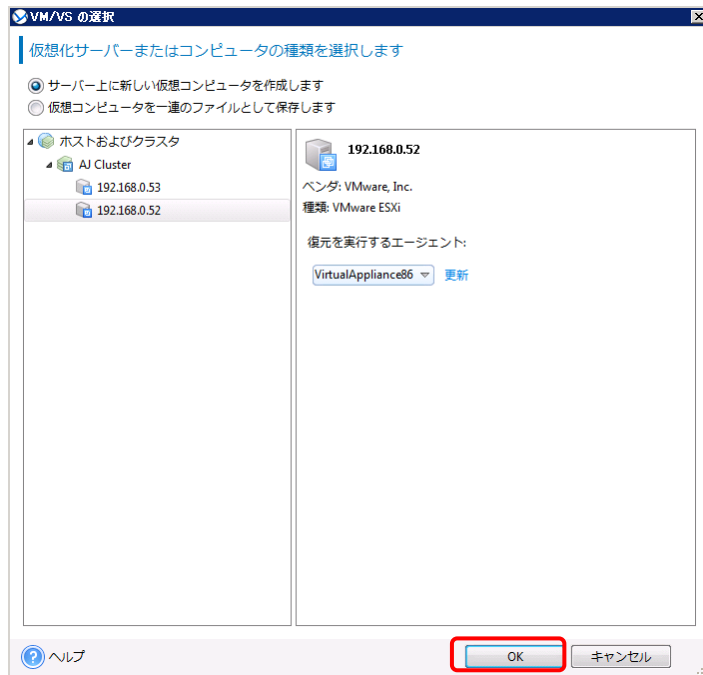 VM/VS の選択
仮想化サーバーまたはコンピュータの種類を選択します
サーバー上に新しい仮想コンピュータを作成します
仮想コンピュータを一連のファイルとして保存します
ホストおよびクラスタ
AJ Cluster
192.168.0.53
192.168.0.52
192.168.0.52
ベンダ: VMware, Inc.
種類: VMware ESXi
復元を実行するエージェント:
VirtualAppliance86 更新
? ヘルプ OK キャンセル